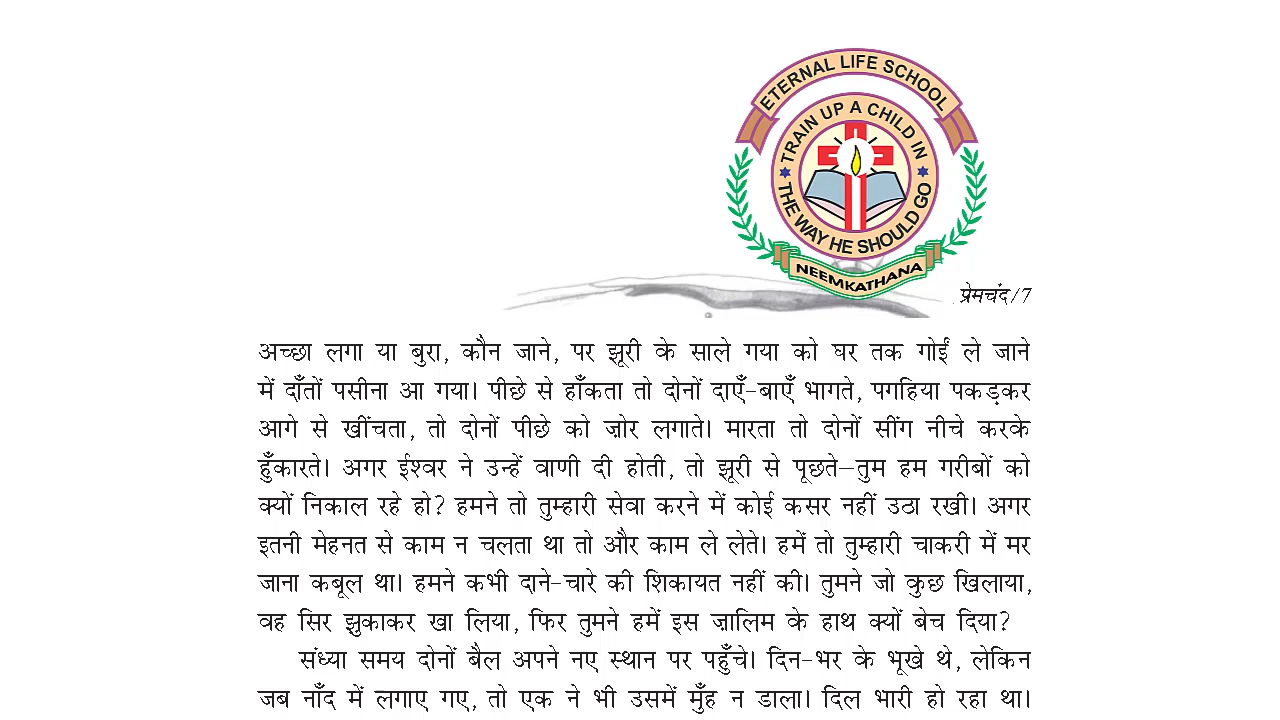 ETERNAL LIFE SCHOOL
TRAIN UP A CHILD IN
THE WAY HE SHOULD GO
NEEMKATHANA
प्रेमचंद/7
अच्छा लगा या बुरा, कौन जाने, पर झूरी के साले गया को घर तक गोईं ले जाने
में दाँतों पसीना आ गया। पीछे से हाँकता तो दोनों दाएँ-बाएँ भागते, पगहिया पकड़कर
आगे से खींचता, तो दोनों पीछे को ज़ोर लगाते। मारता तो दोनों सींग नीचे करके
हुँकारते। अगर ईश्वर ने उन्हें वाणी दी होती, तो झूरी से पूछते—तुम हम गरीबों को
क्यों निकाल रहे हो? हमने तो तुम्हारी सेवा करने में कोई कसर नहीं उठा रखी। अगर
इतनी मेहनत से काम न चलता था तो और काम ले लेते। हमें तो तुम्हारी चाकरी में मर
जाना कबूल था। हमने कभी दाने-चारे की शिकायत नहीं की। तुमने जो कुछ खिलाया,
वह सिर झुकाकर खा लिया, फिर तुमने हमें इस ज़ालिम के हाथ क्यों बेच दिया?
संध्या समय दोनों बैल अपने नए स्थान पर पहुँचे। दिन-भर के भूखे थे, लेकिन
जब नाँद में लगाए गए, तो एक ने भी उसमें मुँह न डाला। दिल भारी हो रहा था।